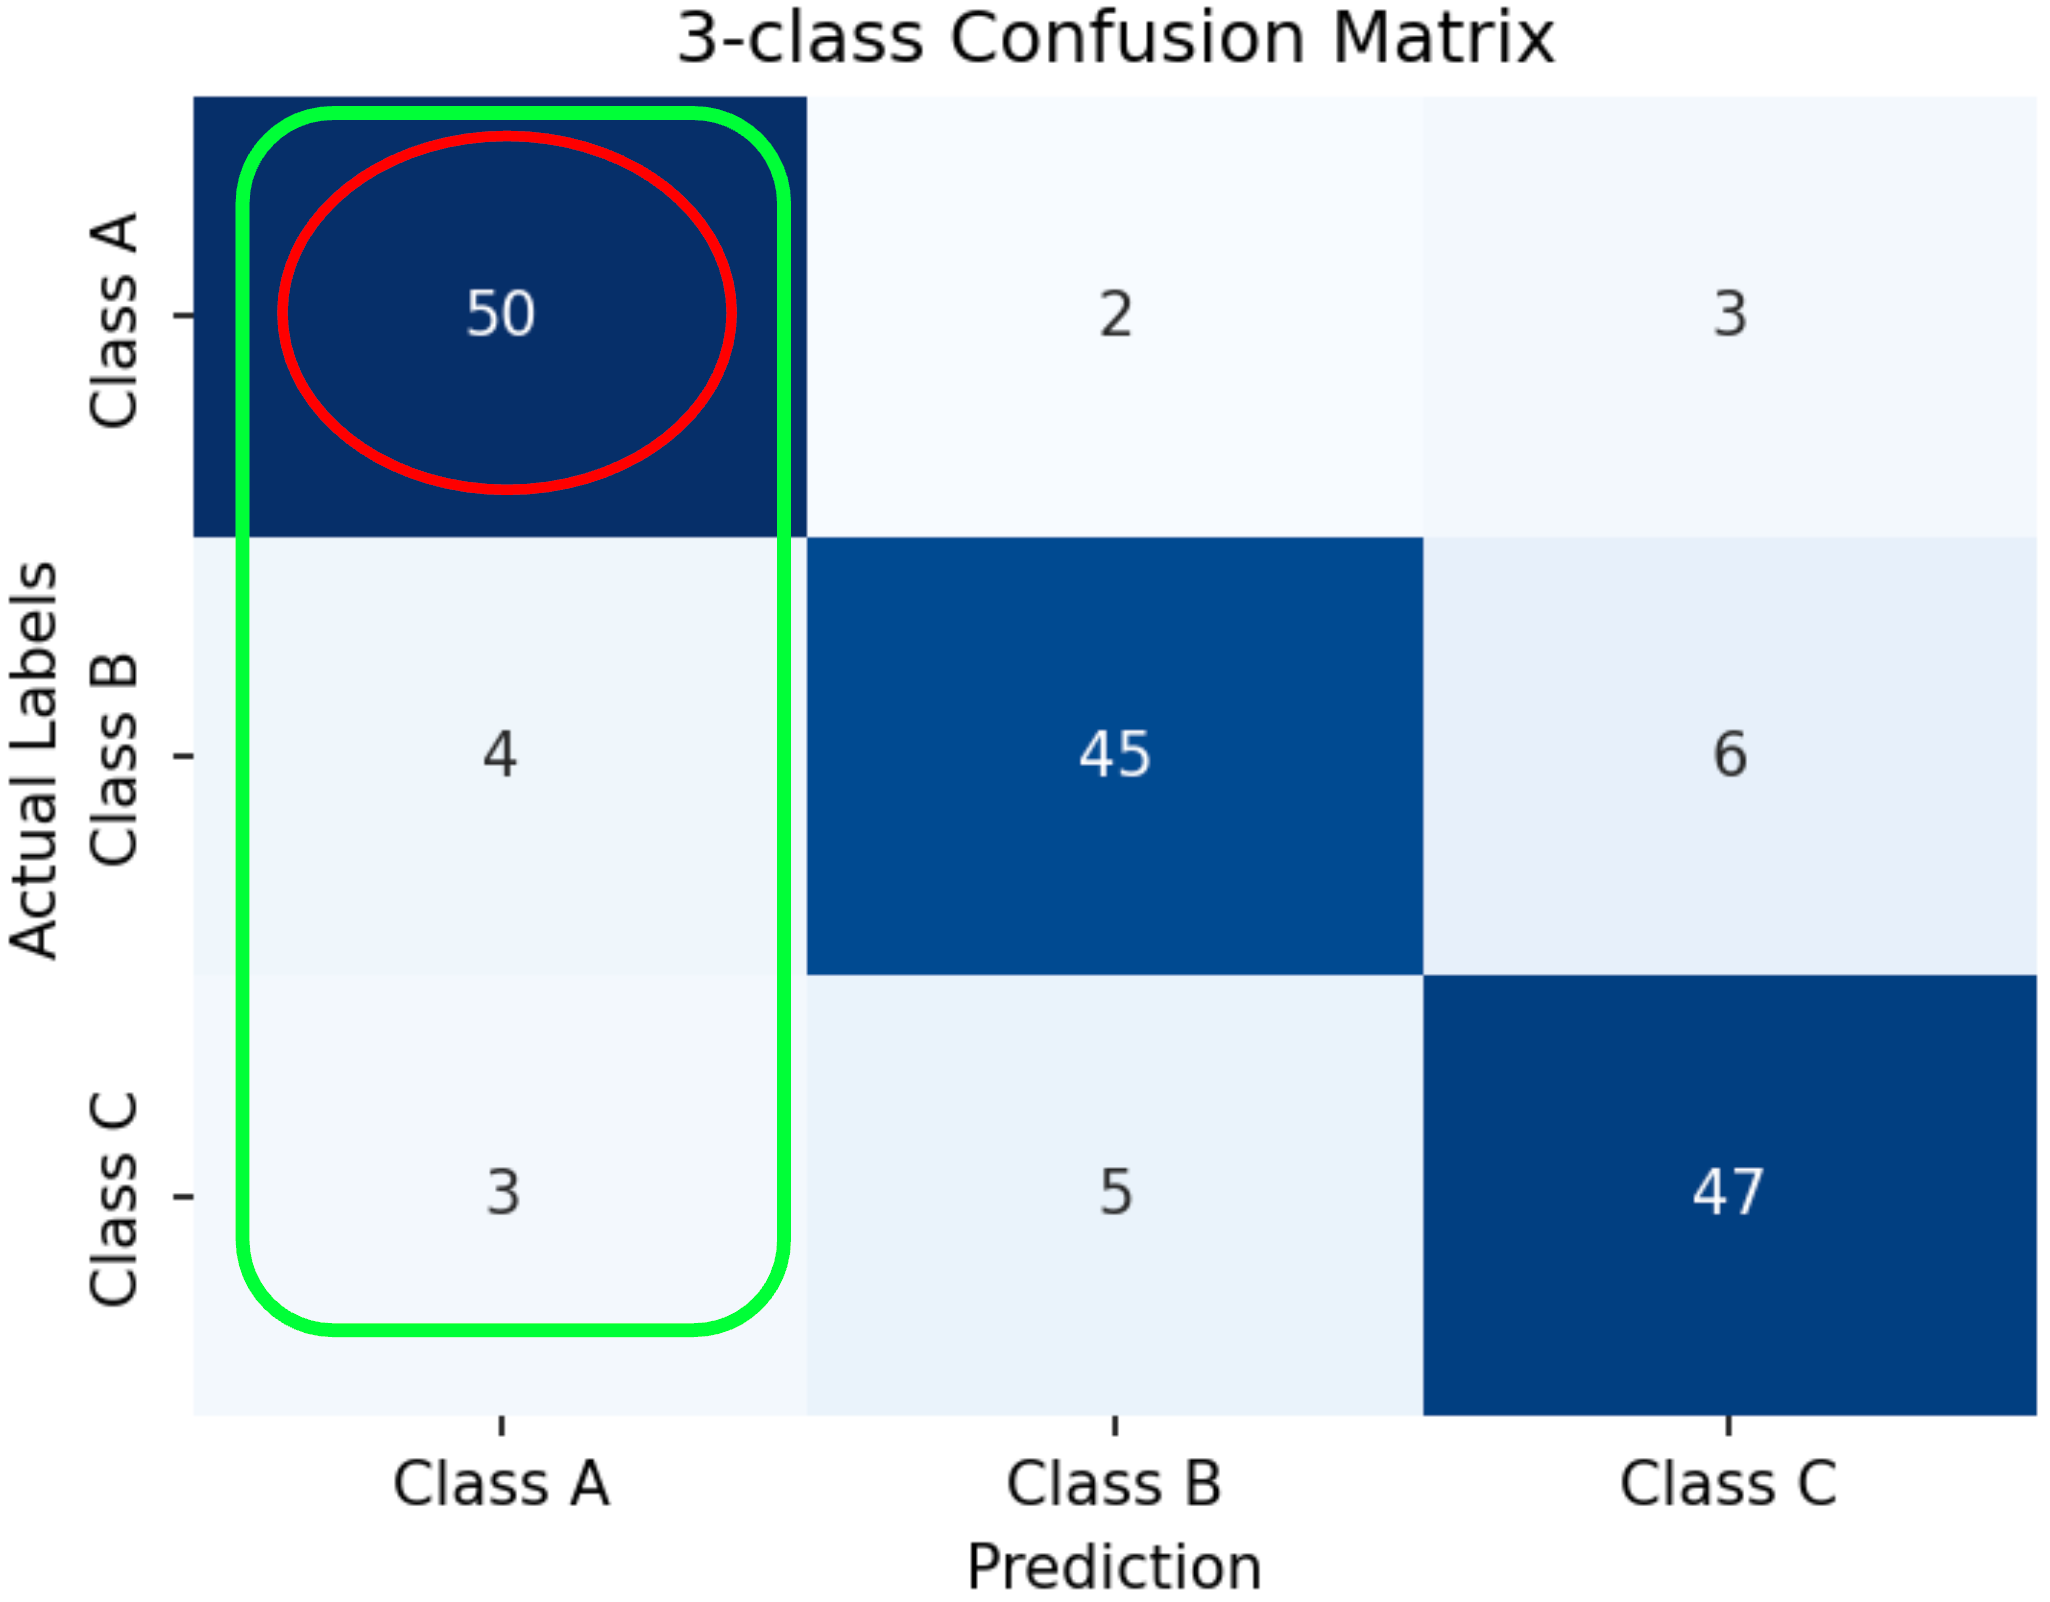 3-class Confusion Matrix
Actual Labels
Class A
50 2 3
Class B
4 45 6
Class C
3 5 47
Class A Class B Class C
Prediction